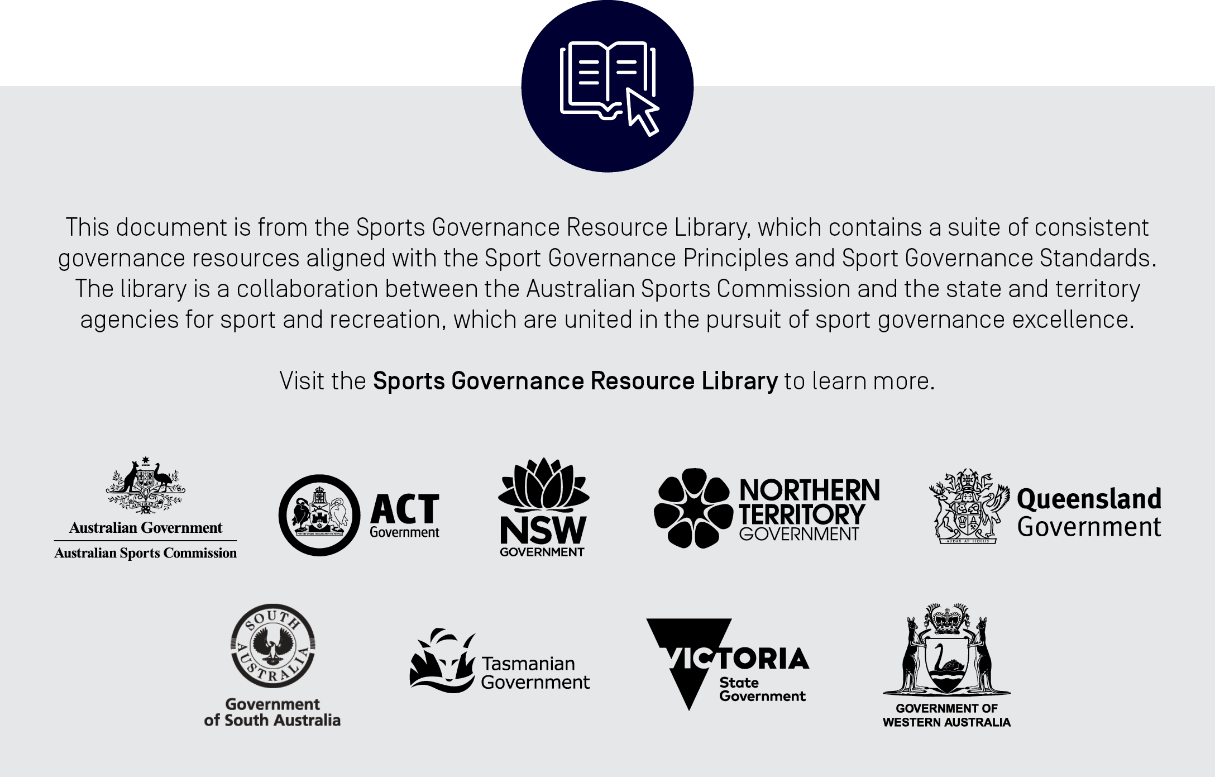 This document is from the Sports Governance Resource Library, which contains a suite of consistent
governance resources aligned with the Sport Governance Principles and Sport Governance Standards.
The library is a collaboration between the Australian Sports Commission and the state and territory
agencies for sport and recreation, which are united in the pursuit of sport governance excellence.
Visit the Sports Governance Resource Library to learn more.
Australian Government
Australian Sports Commission
ACT
Government
NSW
GOVERNMENT
NORTHERN
TERRITORY
GOVERNMENT
Queensland
Government
SOUTH
AUSTRALIA
Government
of South Australia
Tasmanian
Government
VICTORIA
State
Government
GOVERNMENT OF
WESTERN AUSTRALIA